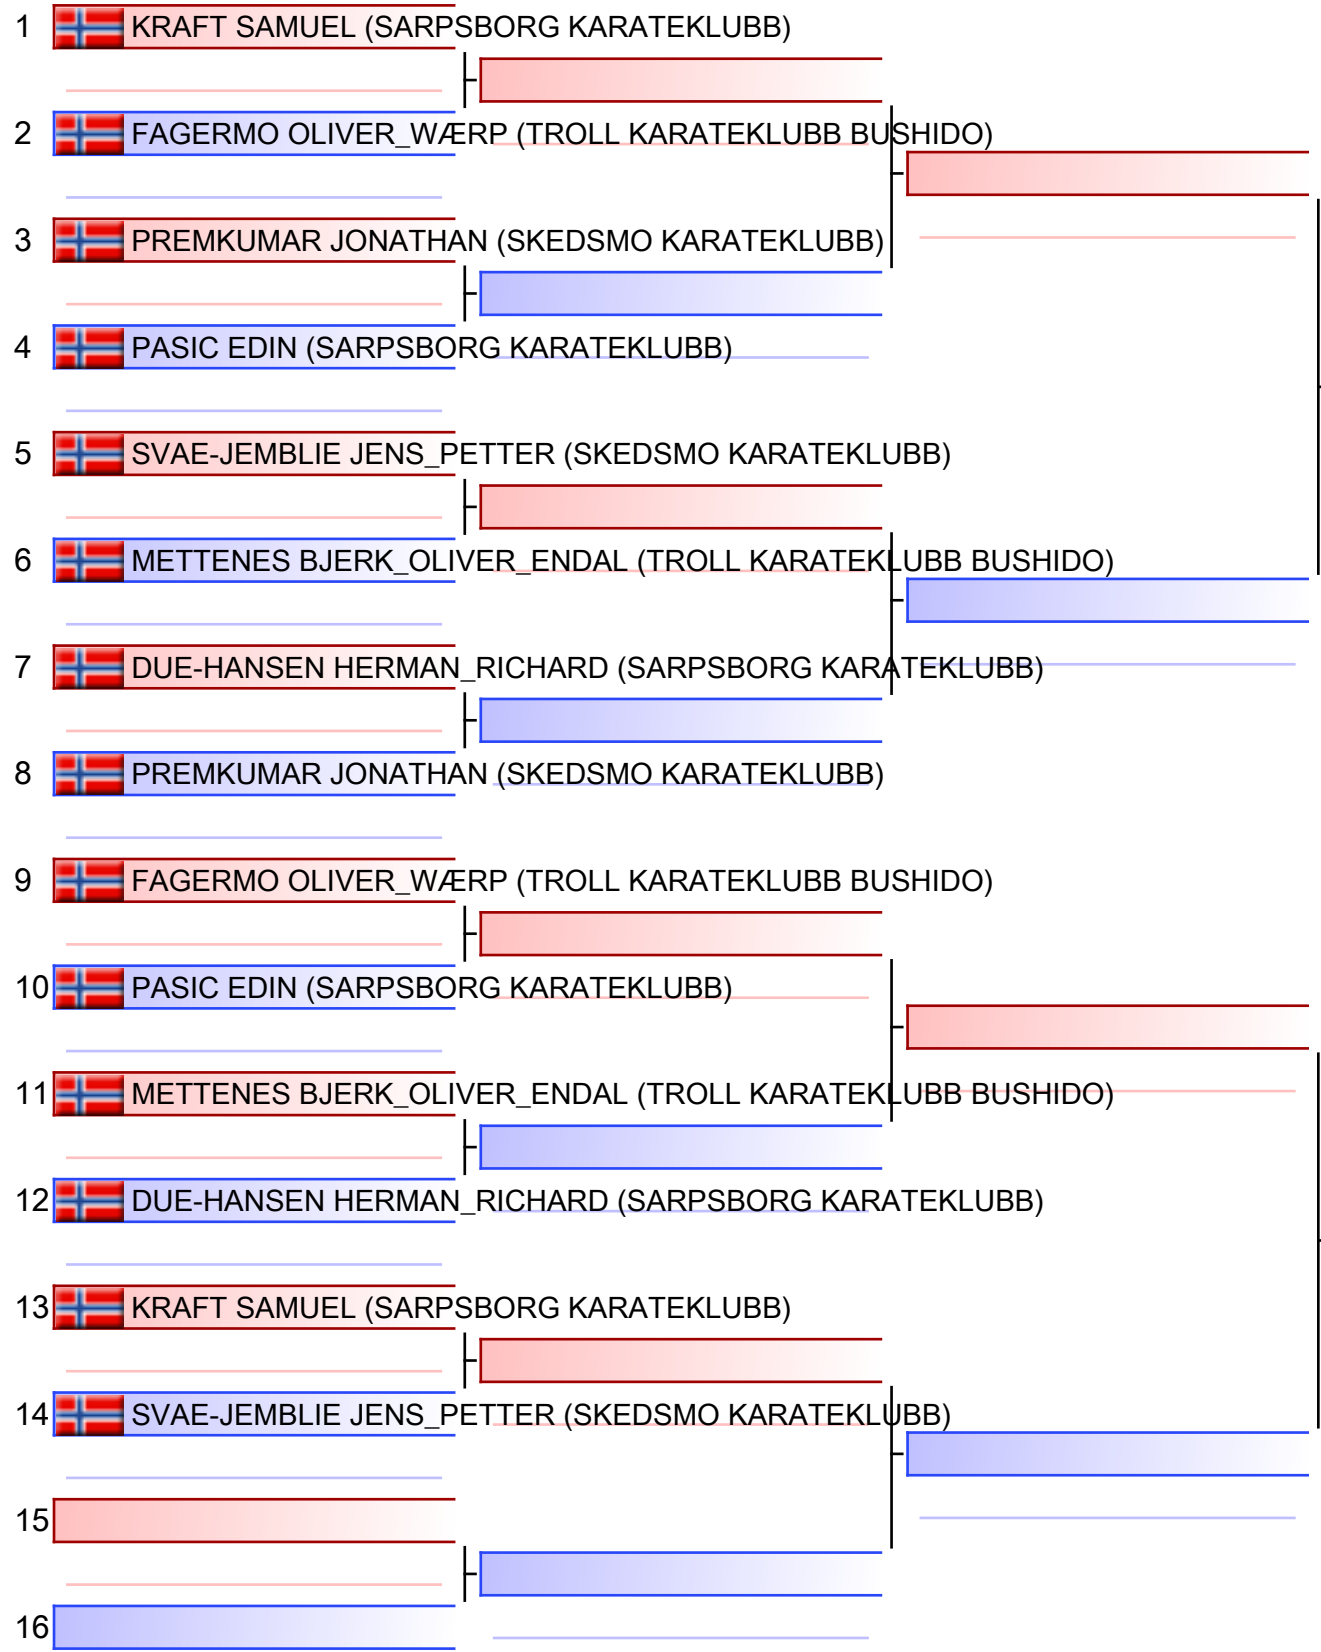 1 KRAFT SAMUEL (SARPSBORG KARATEKLUBB)
2 FAGERMO OLIVER_WÆRP (TROLL KARATEKLUBB BUSHIDO)
3 PREMKUMAR JONATHAN (SKEDSMO KARATEKLUBB)
4 PASIC EDIN (SARPSBORG KARATEKLUBB)
5 SVAE-JEMBLIE JENS_PETTER (SKEDSMO KARATEKLUBB)
6 METTENES BJERK_OLIVER_ENDAL (TROLL KARATEKLUBB BUSHIDO)
7 DUE-HANSEN HERMAN_RICHARD (SARPSBORG KARATEKLUBB)
8 PREMKUMAR JONATHAN (SKEDSMO KARATEKLUBB)
9 FAGERMO OLIVER_WÆRP (TROLL KARATEKLUBB BUSHIDO)
10 PASIC EDIN (SARPSBORG KARATEKLUBB)
11 METTENES BJERK_OLIVER_ENDAL (TROLL KARATEKLUBB BUSHIDO)
12 DUE-HANSEN HERMAN_RICHARD (SARPSBORG KARATEKLUBB)
13 KRAFT SAMUEL (SARPSBORG KARATEKLUBB)
14 SVAE-JEMBLIE JENS_PETTER (SKEDSMO KARATEKLUBB)
15
16